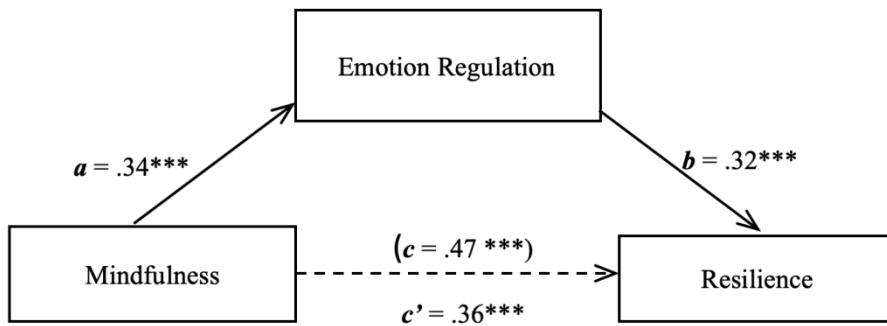 Emotion Regulation
a = .34***
b = .32***
(c = .47 ***)
Mindfulness
Resilience
c’ = .36***